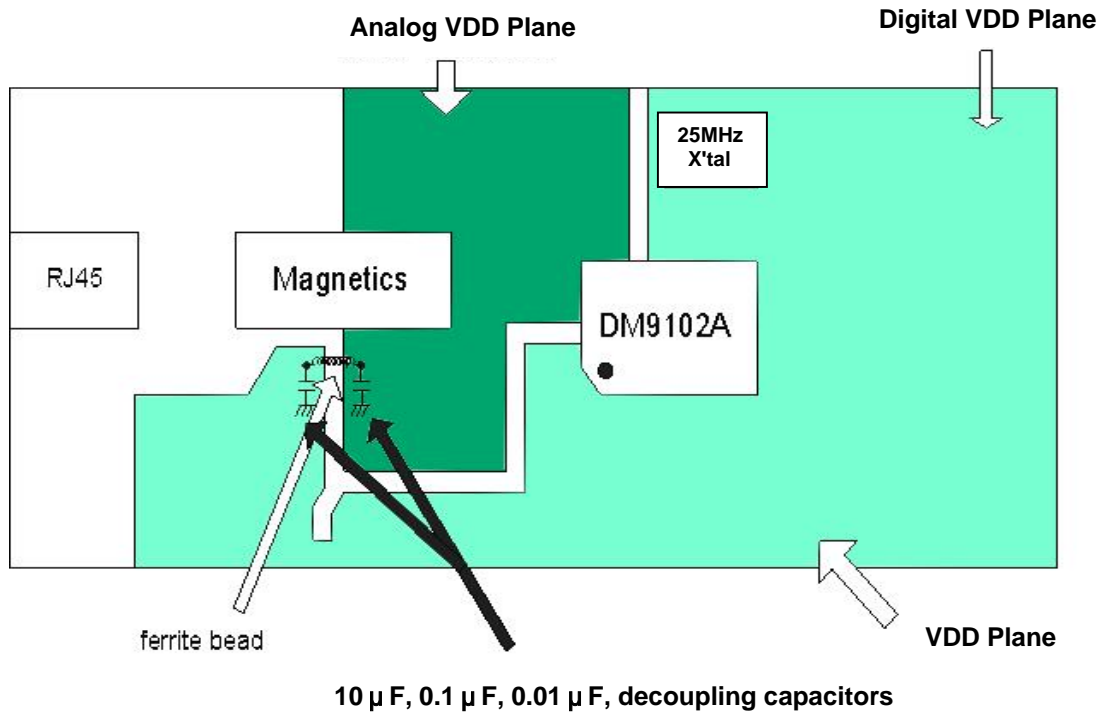 Analog VDD Plane
Digital VDD Plane
25MHz
X'tal
RJ45
Magnetics
DM9102A
ferrite bead
VDD Plane
10 µ F, 0.1 µ F, 0.01 µ F, decoupling capacitors